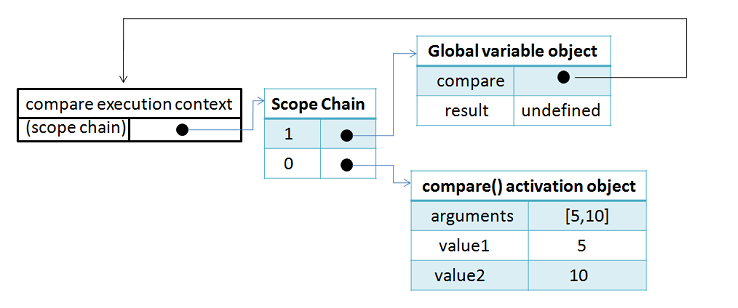 Global variable object
compare
result undefined
compare execution context
(scope chain)
Scope Chain
1
0
compare() activation object
arguments [5,10]
value1 5
value2 10